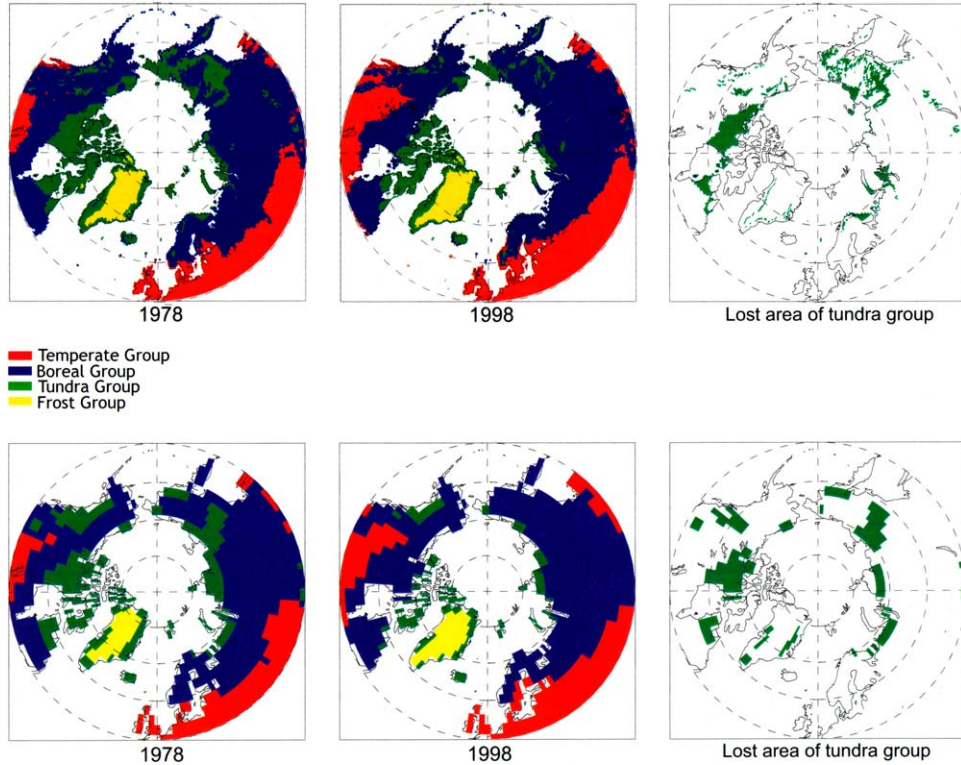 1978
1998
Lost area of tundra group
Temperate Group
Boreal Group
Tundra Group
Frost Group
1978
1998
Lost area of tundra group